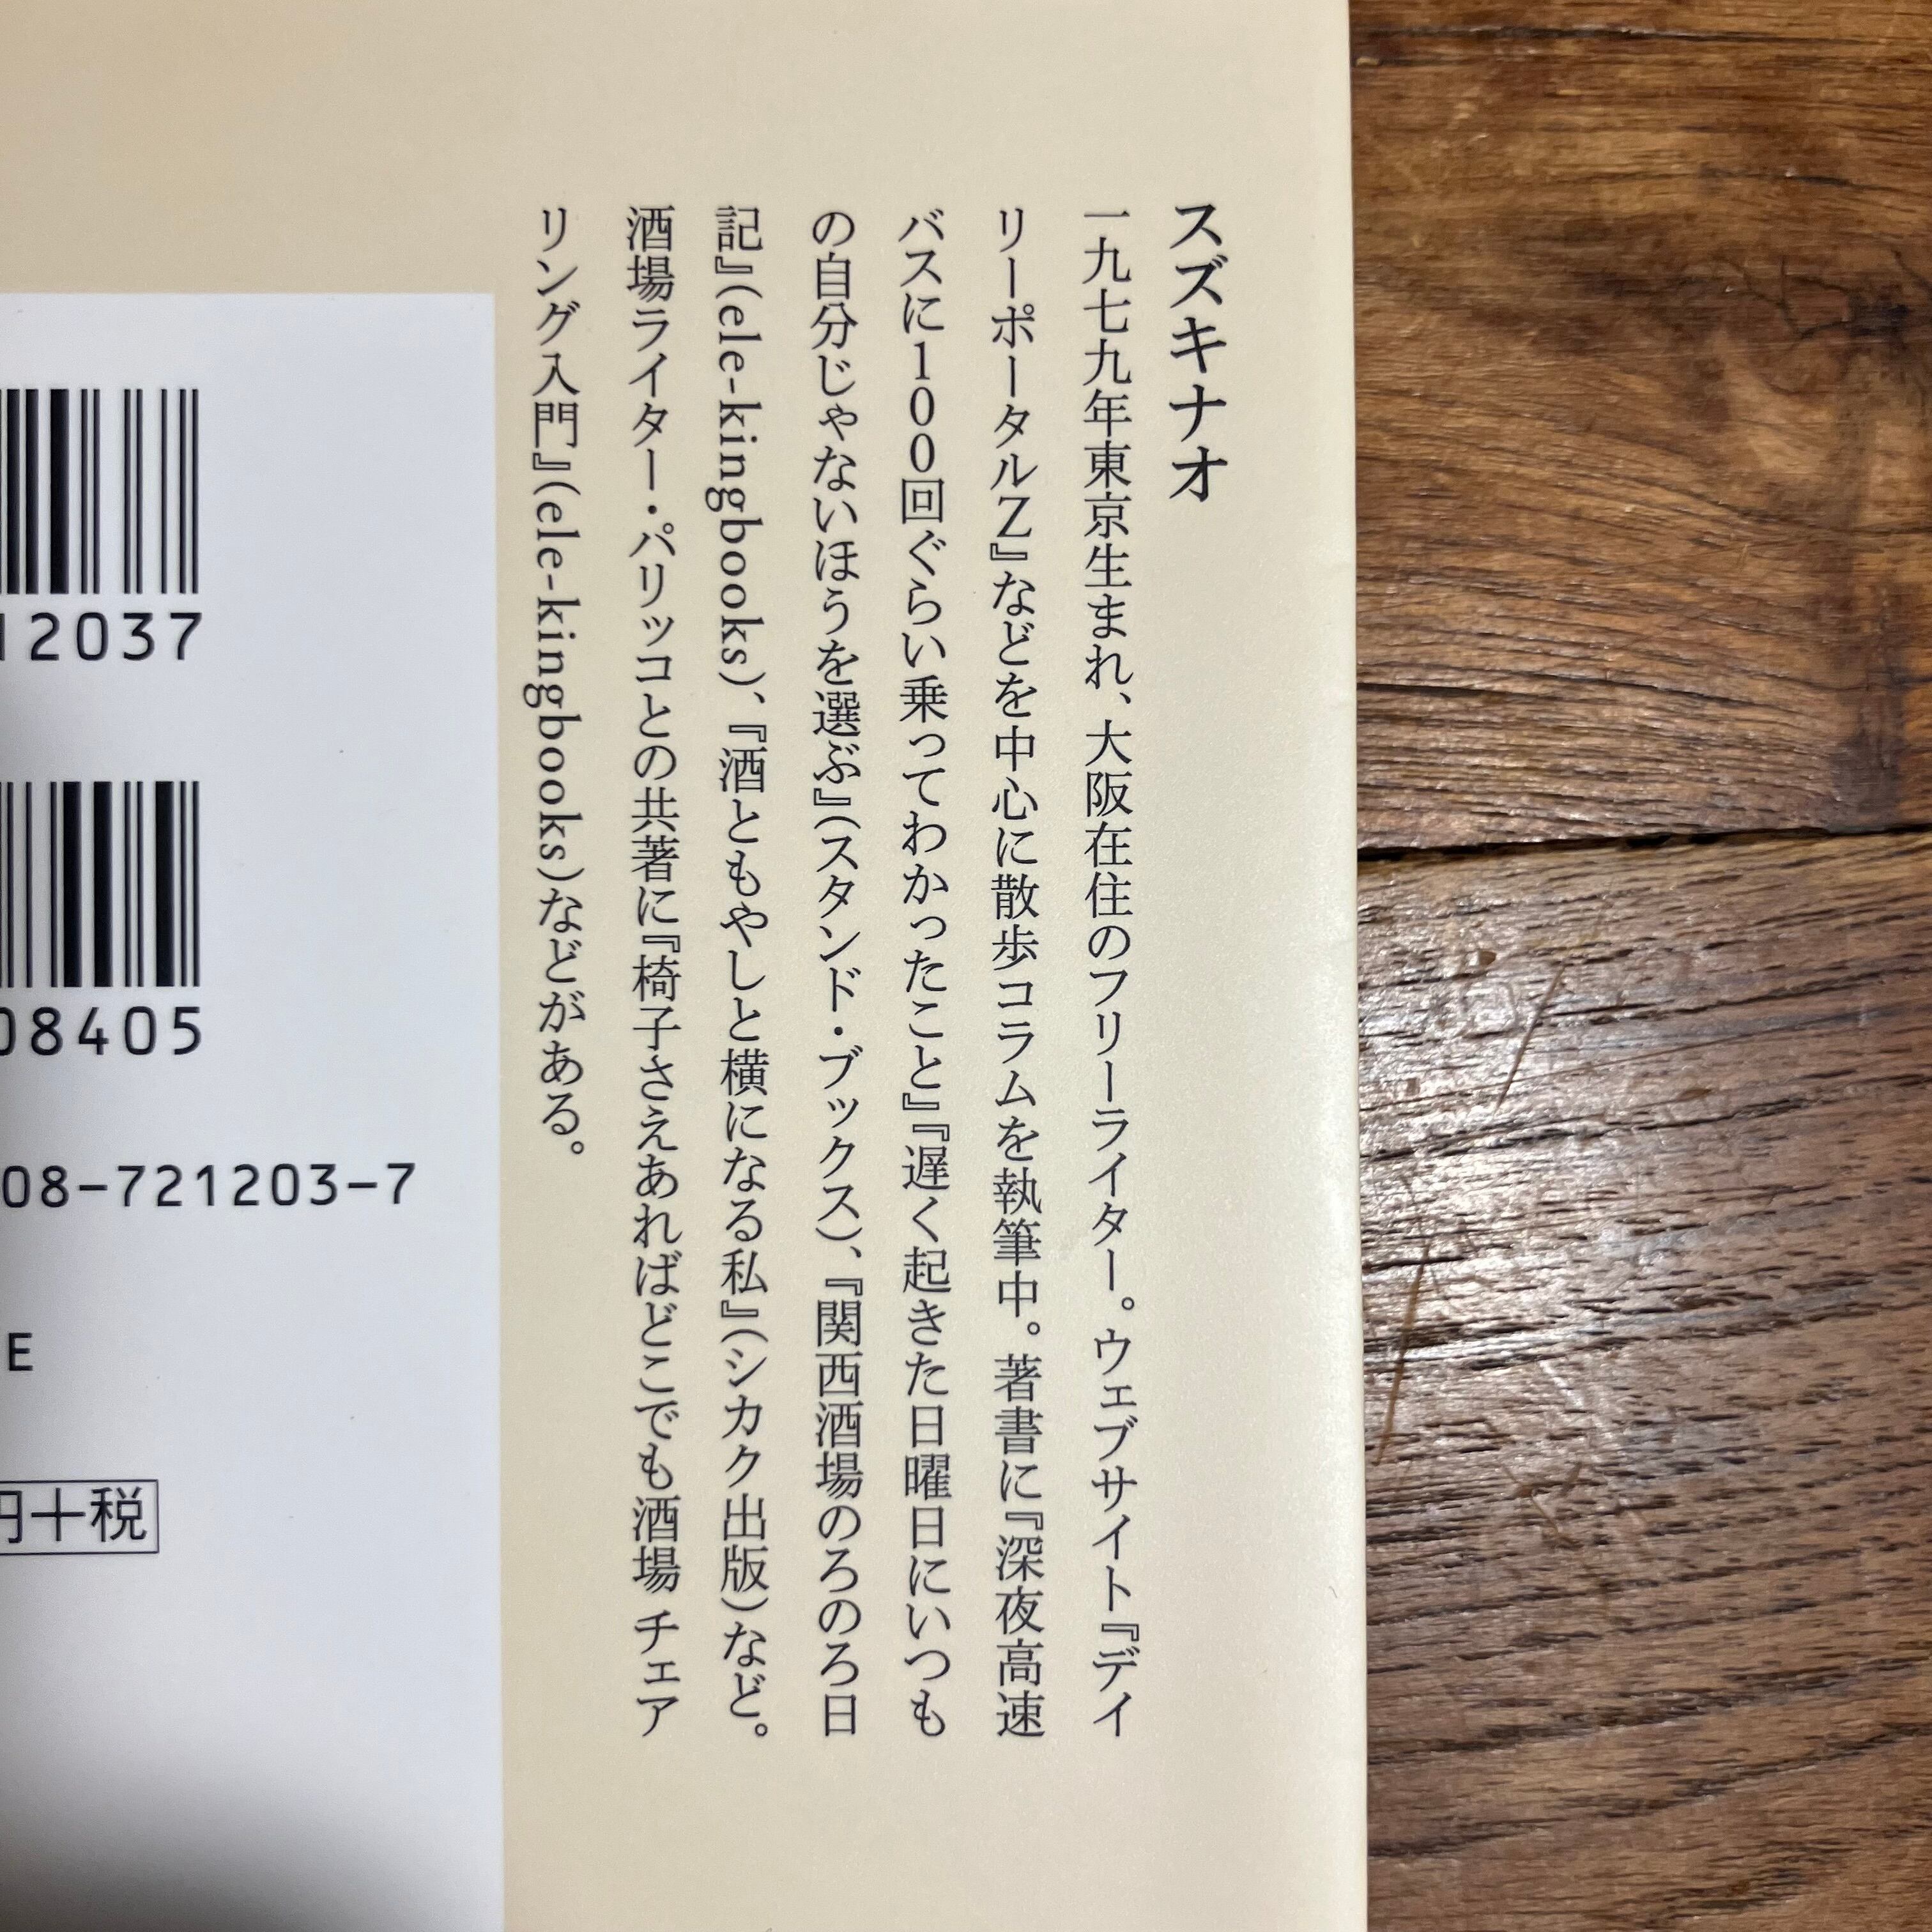 スズキナオ
一九七九年東京生まれ、大阪在住のフリーライター。ウェブサイト『デイ
リーポータルZ』などを中心に散歩コラムを執筆中。著書に『深夜高速
バスに100回ぐらい乗ってわかったこと』『遅く起きた日曜日にいつも
の自分じゃないほうを選ぶ』(スタンド・ブックス)、『関西酒場のろのろ日
記』(ele-kingbooks)、『酒ともやしと横になる私』(シカク出版)など。
酒場ライター・パリッコとの共著に『椅子さえあればどこでも酒場 チェア
リング入門』(ele-kingbooks)などがある。
12037
08405
08-721203-7
E
円+税